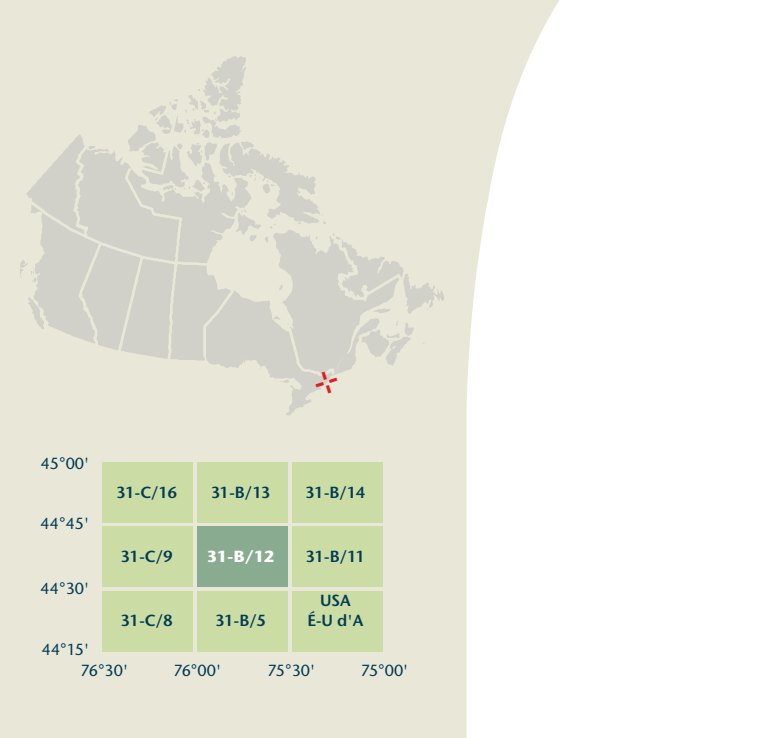 45°00'
31-C/16 31-B/13 31-B/14
44°45'
31-C/9 31-B/12 31-B/11
44°30'
USA
31-C/8 31-B/5 É-U d'A
44°15'
76°30' 76°00' 75°30' 75°00'